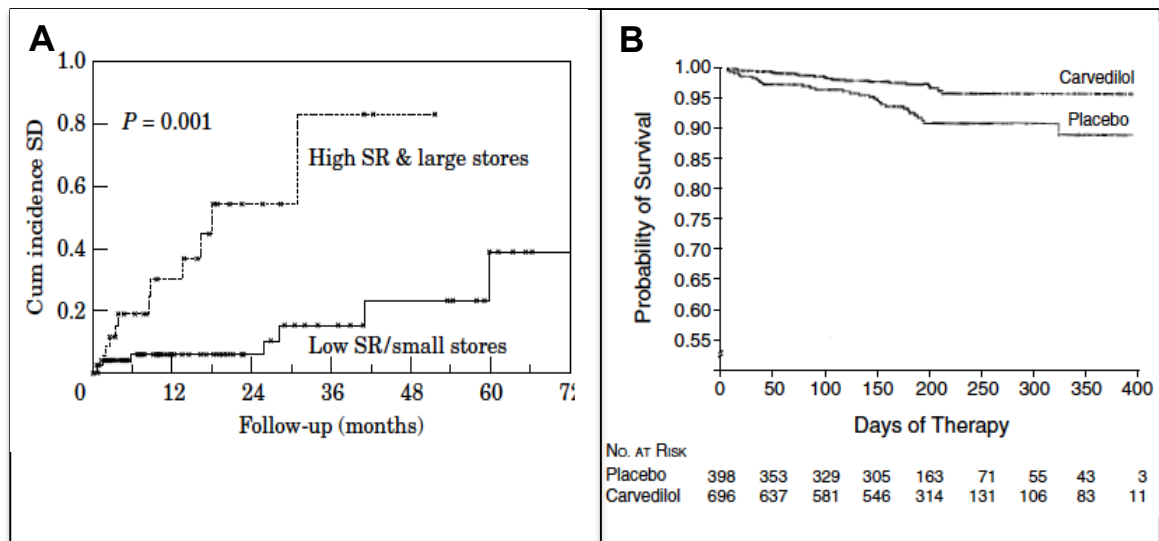 A
1.0
0.8
0.6
0.4
0.2
0
12
24
36
48
60
Cum incidence SD
P = 0.001
High SR & large stores
Low SR/small stores
Follow-up (months)
B
1.00
0.95
0.90
0.85
0.80
0.75
0.70
0.65
0.60
0.55
Probability of Survival
Carvedilol
Placebo
0 50 100 150 200 250 300 350 400
Days of Therapy
NO. AT RISK
Placebo 398 353 329 305 163 71 55 43 3
Carvedilol 696 637 581 546 314 131 106 83 11